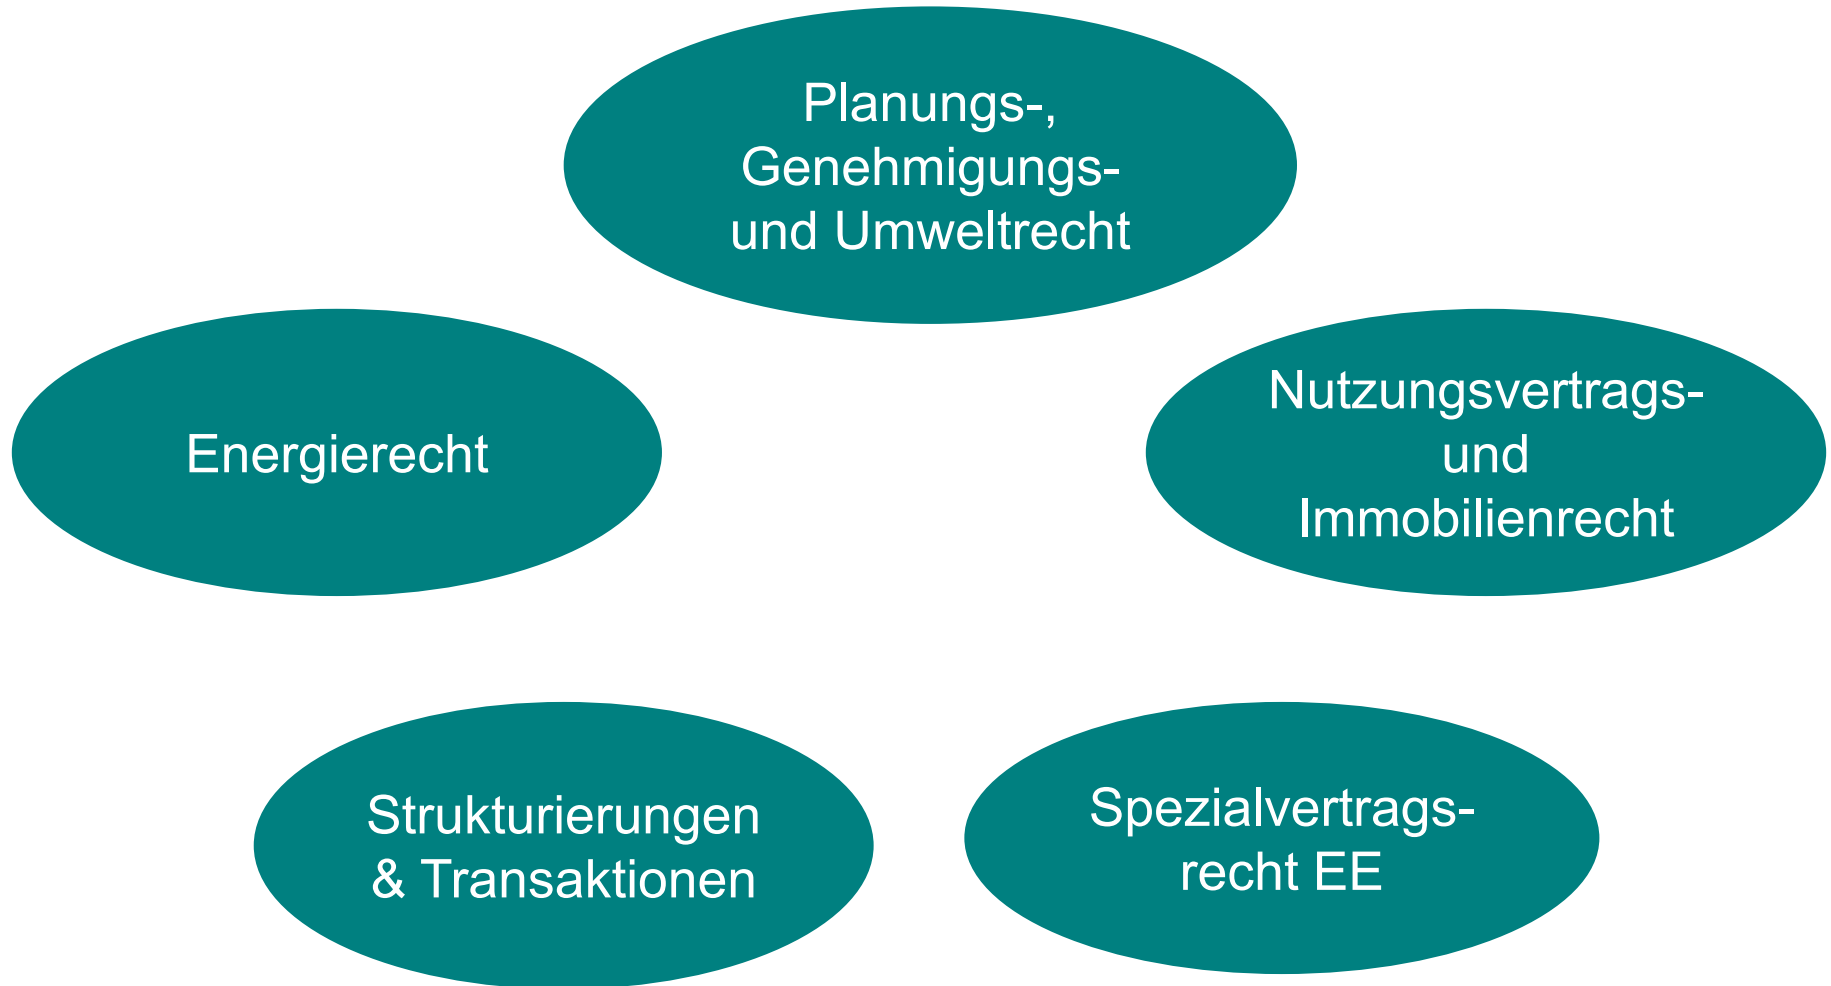 Planungs-,
Genehmigungs-
und Umweltrecht
Energierecht
Nutzungsvertrags-
und
Immobilienrecht
Strukturierungen
& Transaktionen
Spezialvertrags-
recht EE